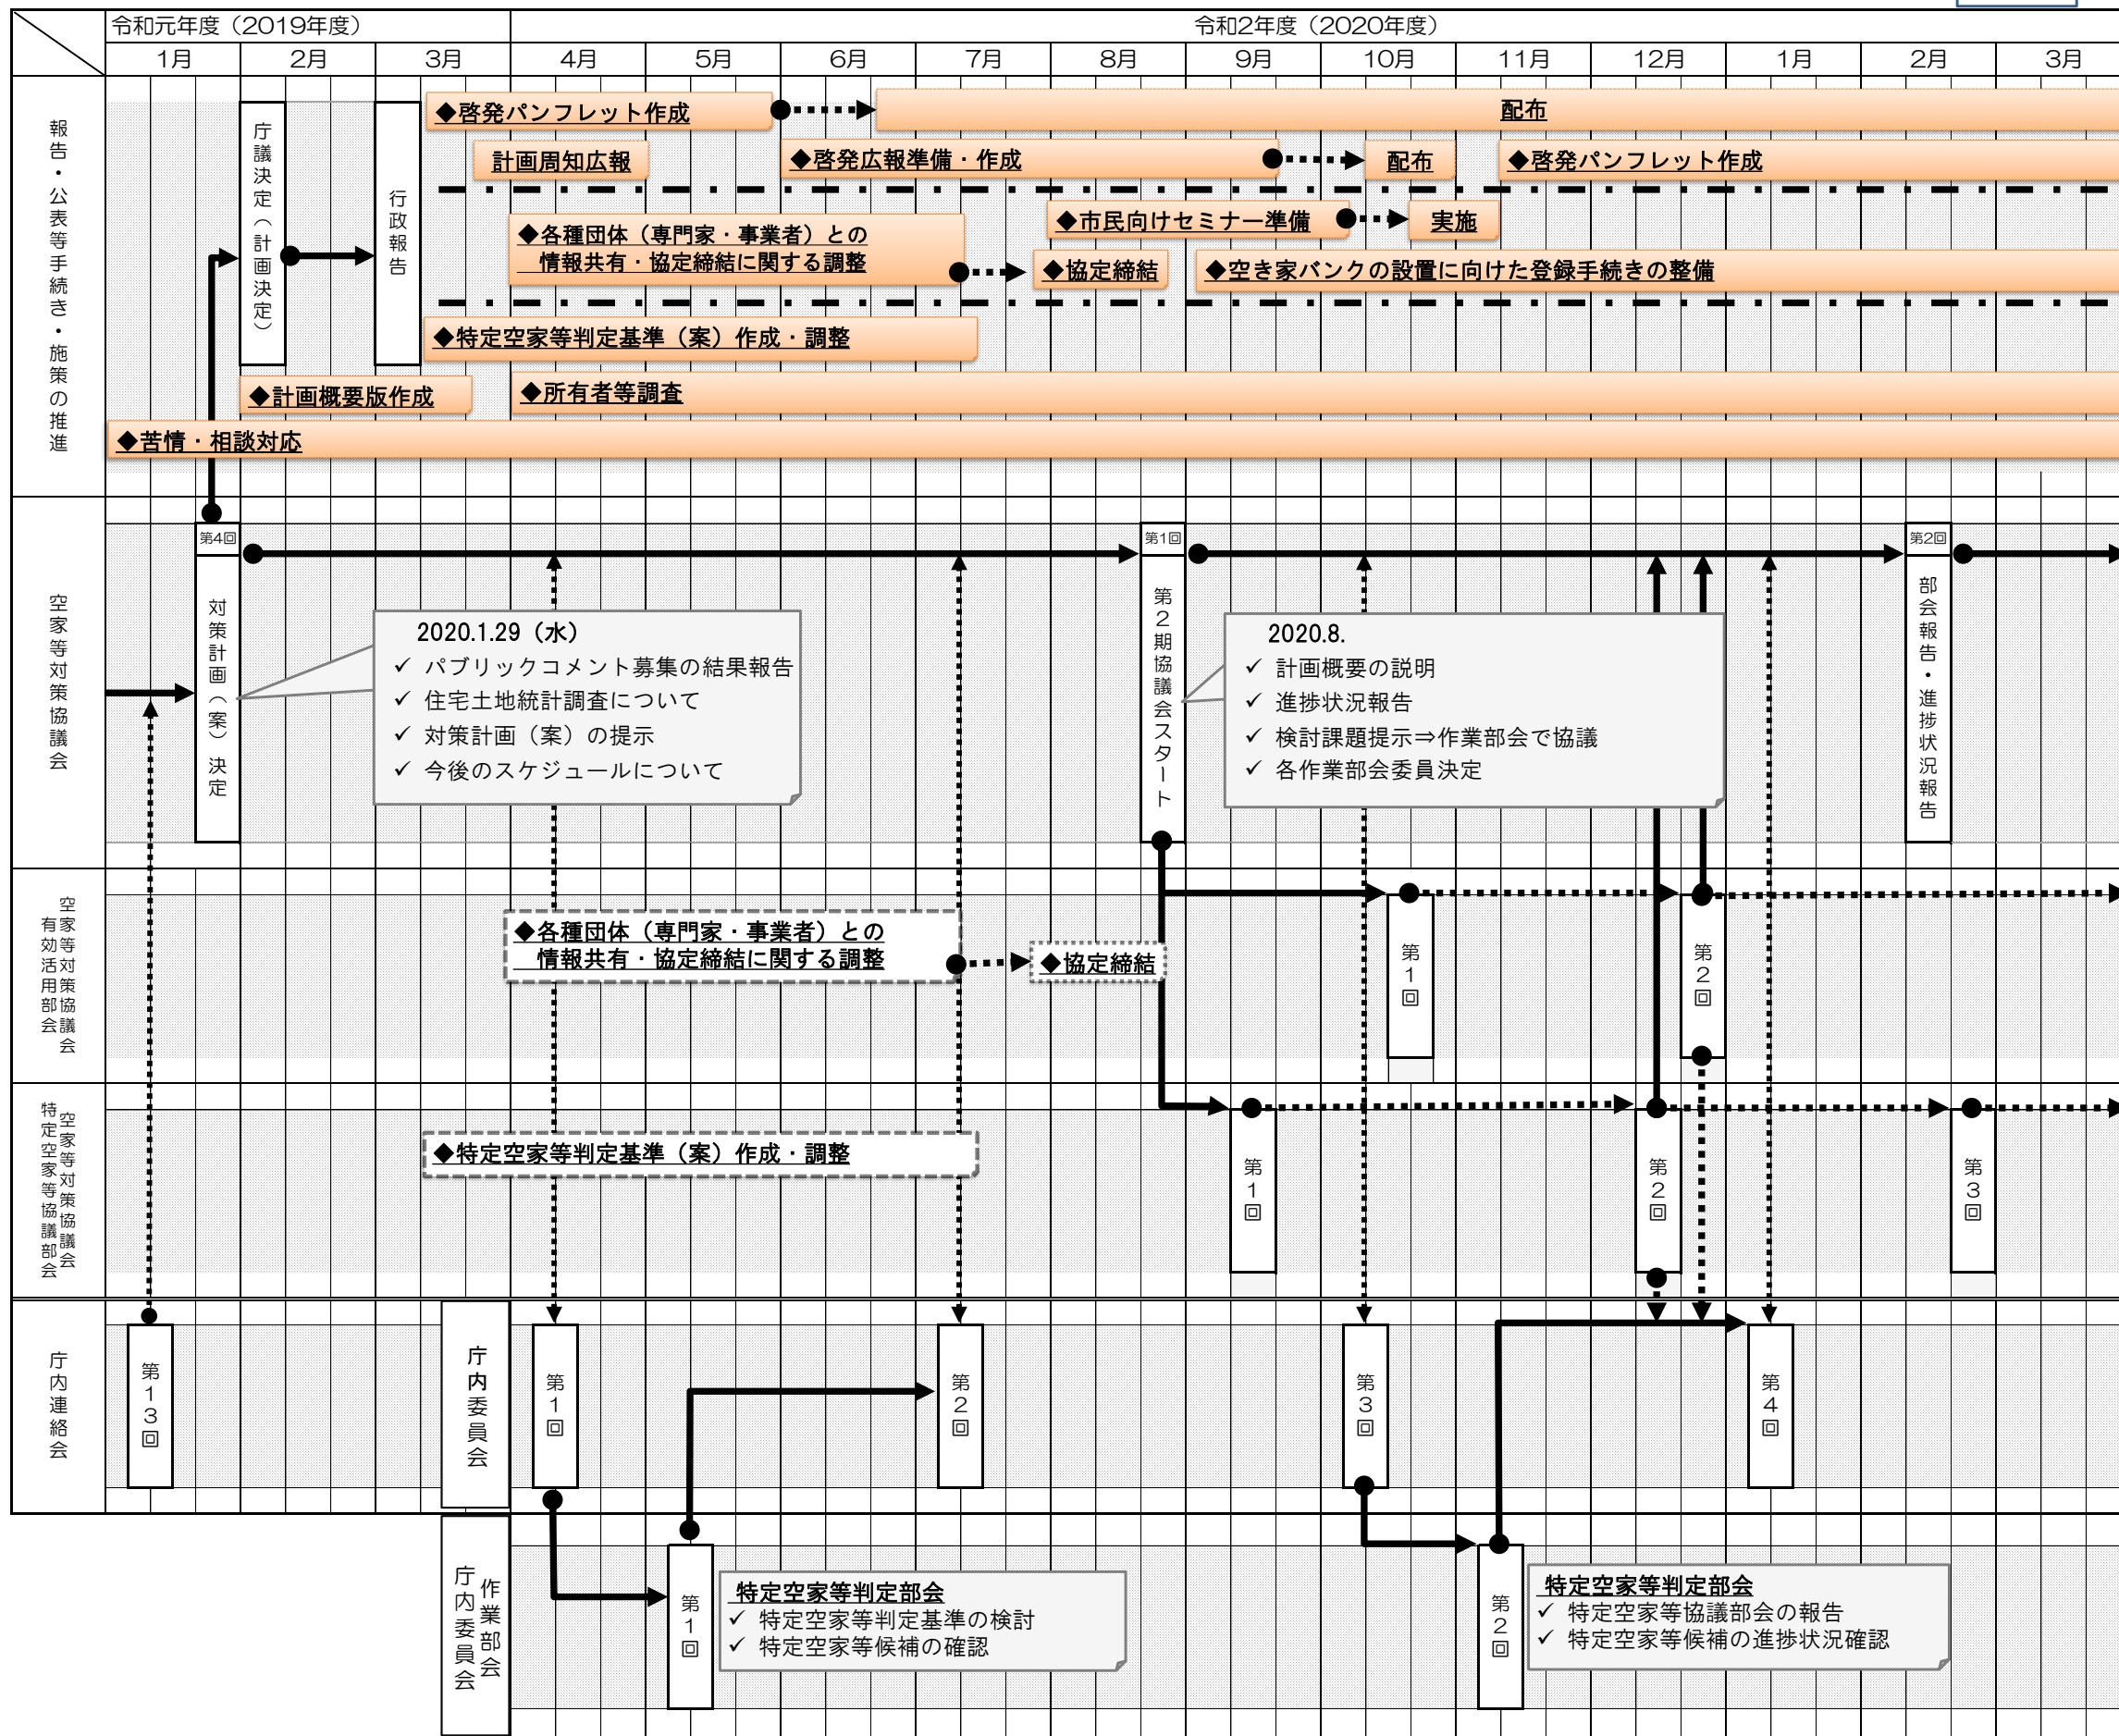 令和元年度（2019年度）
令和2年度（2020年度）
1月
2月
3月
4月
5月
6月
7月
8月
9月
10月
11月
12月
1月
2月
3月
報告・公表等手続き・施策の推進
庁議決定（計画決定）
行政報告
◆啓発パンフレット作成
配布
計画周知広報
◆啓発広報準備・作成
配布
◆啓発パンフレット作成
◆市民向けセミナー準備
実施
◆各種団体（専門家・事業者）との
情報共有・協定締結に関する調整
◆協定締結
◆空き家バンクの設置に向けた登録手続きの整備
◆特定空家等判定基準（案）作成・調整
◆計画概要版作成
◆所有者等調査
◆苦情・相談対応
空家等対策協議会
第4回
対策計画（案）決定
2020.1.29（水）
✓ パブリックコメント募集の結果報告
✓ 住宅土地統計調査について
✓ 対策計画（案）の提示
✓ 今後のスケジュールについて
第1回
第2期協議会スタート
2020.8.
✓ 計画概要の説明
✓ 進捗状況報告
✓ 検討課題提示⇒作業部会で協議
✓ 各作業部会委員決定
第2回
部会報告・進捗状況報告
空家等対策協議会
有効活用部会
◆各種団体（専門家・事業者）との
情報共有・協定締結に関する調整
◆協定締結
第1回
第2回
空家等対策協議会
特定空家等協議部会
◆特定空家等判定基準（案）作成・調整
第1回
第2回
第3回
庁内連絡会
第13回
庁内委員会
第1回
第2回
第3回
第4回
作業部会
庁内委員会
第1回
特定空家等判定部会
✓ 特定空家等判定基準の検討
✓ 特定空家等候補の確認
第2回
特定空家等判定部会
✓ 特定空家等協議部会の報告
✓ 特定空家等候補の進捗状況確認